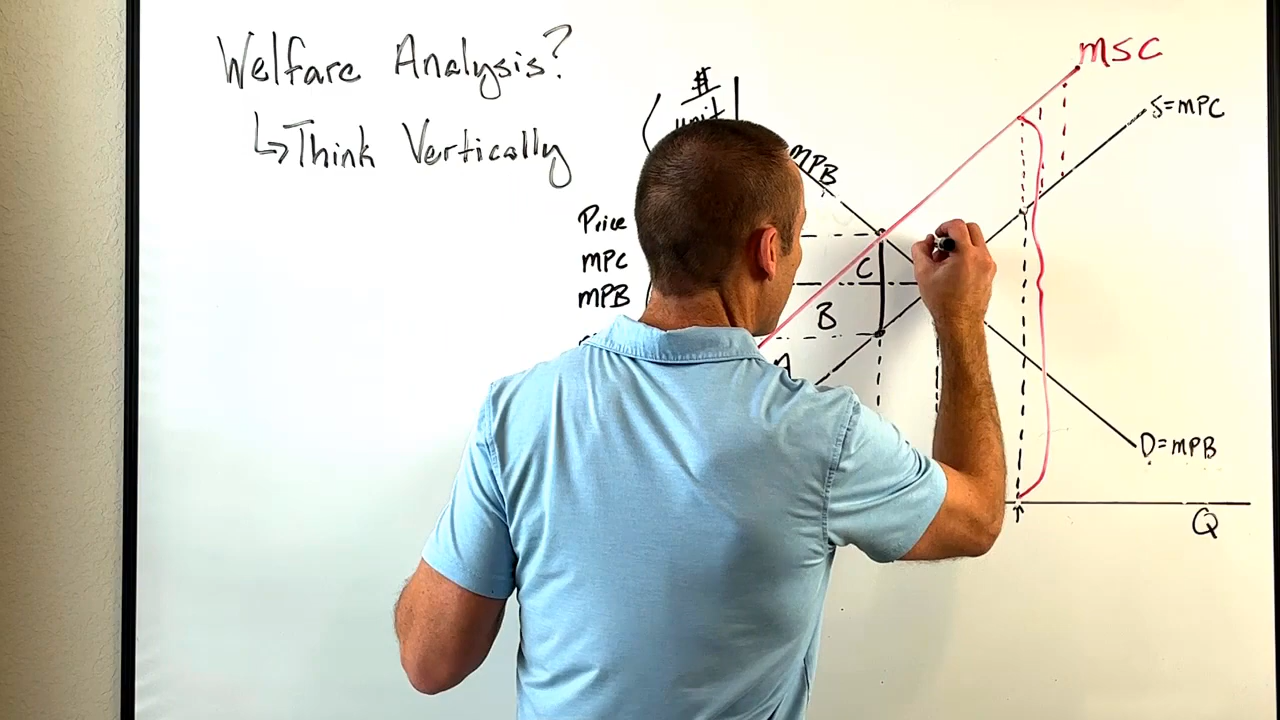 Welfare Analysis?
↳Think Vertically
MSC
S=MPC
(#/unit
MPB
Price
MPC
MPB
C
B
A
D=MPB
Q